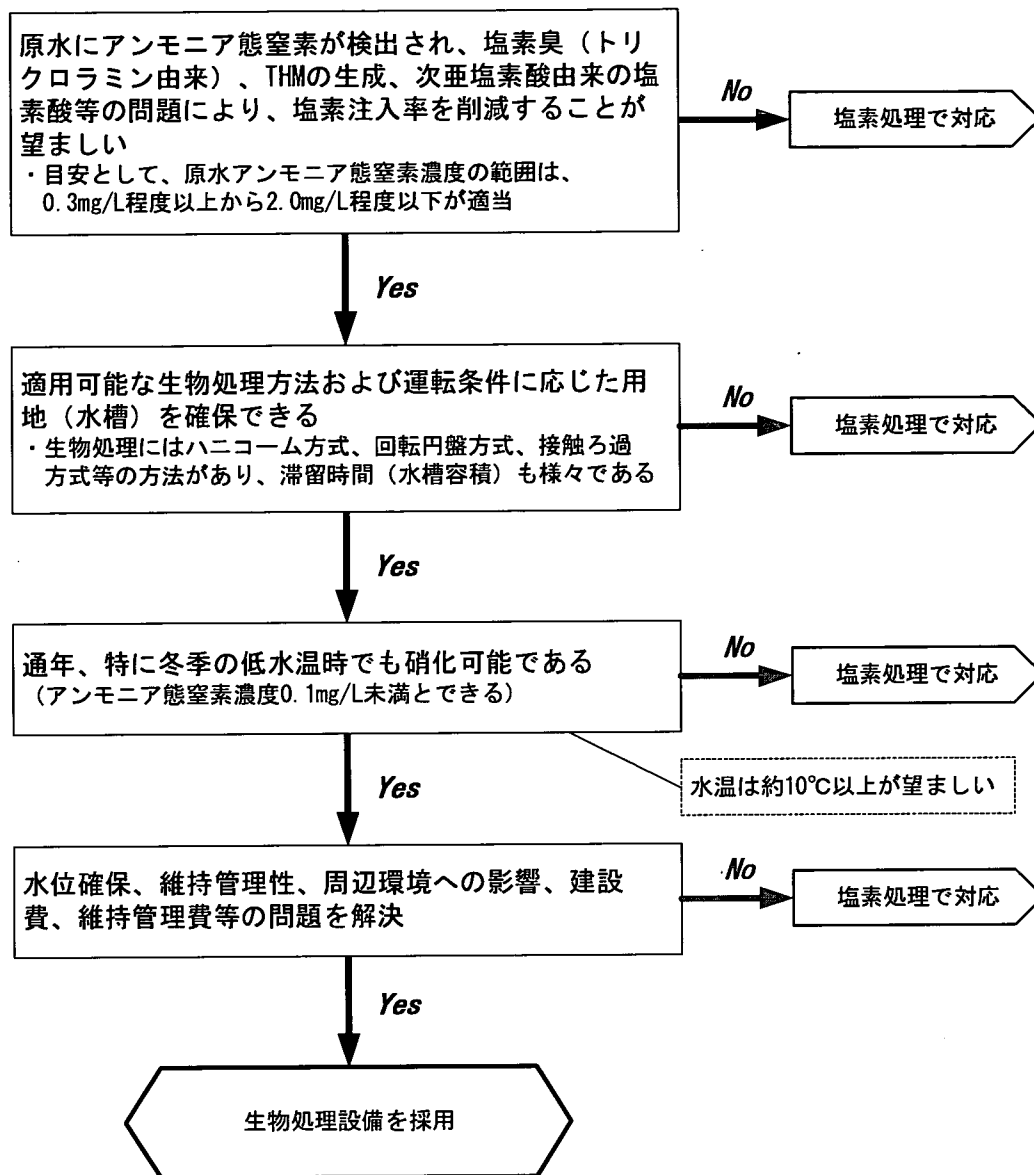 原水にアンモニア態窒素が検出され、塩素臭（トリ
クロラミン由来）、THMの生成、次亜塩素酸由来の塩
素酸等の問題により、塩素注入率を削減することが
望ましい
・目安として、原水アンモニア態窒素濃度の範囲は、
0.3mg/L程度以上から2.0mg/L程度以下が適当
No
塩素処理で対応
Yes
適用可能な生物処理方法および運転条件に応じた用
地（水槽）を確保できる
・生物処理にはハニコーム方式、回転円盤方式、接触ろ過
方式等の方法があり、滞留時間（水槽容積）も様々である
No
塩素処理で対応
Yes
通年、特に冬季の低水温時でも硝化可能である
（アンモニア態窒素濃度0.1mg/L未満とできる）
No
塩素処理で対応
水温は約10℃以上が望ましい
Yes
水位確保、維持管理性、周辺環境への影響、建設
費、維持管理費等の問題を解決
No
塩素処理で対応
Yes
生物処理設備を採用